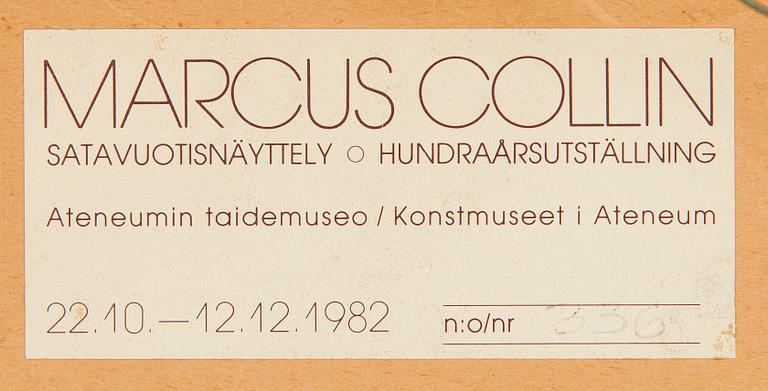 MARCUS COLLIN
SATAVUOTISNÄYTTELY ○ HUNDRAÅRSUTSTÄLLNING
Ateneumin taidemuseo / Konstmuseet i Ateneum
22.10.—12.12.1982
n:o/nr 336